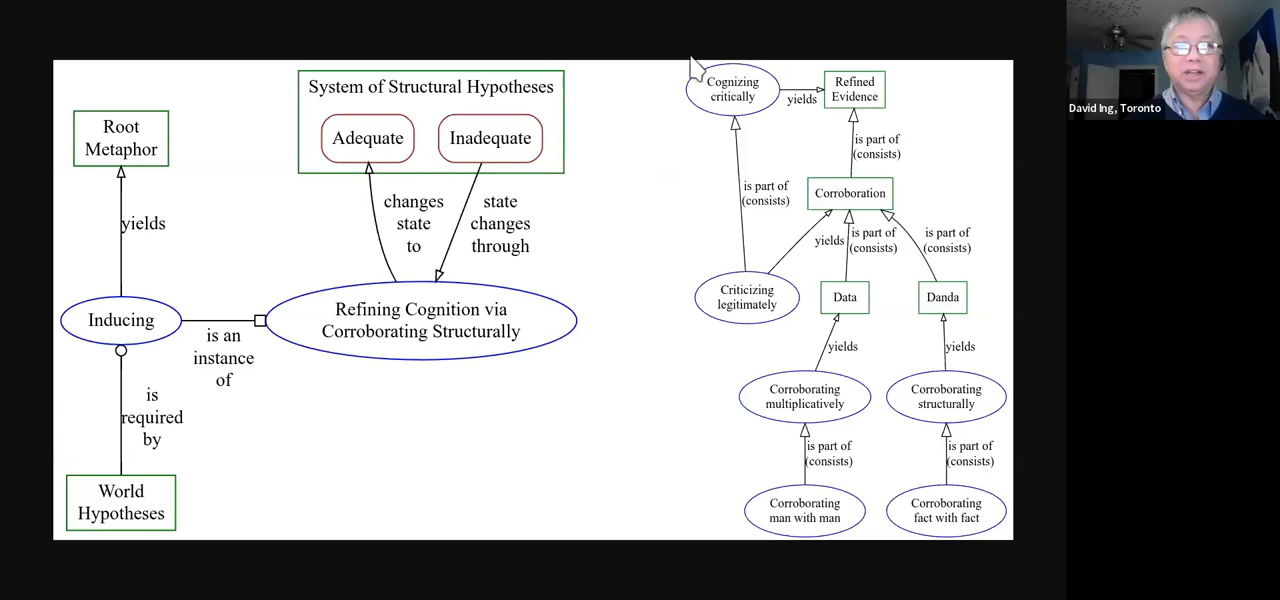 System of Structural Hypotheses
Adequate
Inadequate
Root
Metaphor
changes
state
to
state
changes
through
yields
Inducing
is an
instance
of
Refining Cognition via
Corroborating Structurally
is
required
by
World
Hypotheses
Cognizing
critically
yields
Refined
Evidence
is part of
(consists)
is part of
(consists)
Corroboration
yields
is part of
(consists)
is part of
(consists)
Criticizing
legitimately
Data
Danda
yields
yields
Corroborating
multiplicatively
Corroborating
structurally
is part of
(consists)
is part of
(consists)
Corroborating
man with man
Corroborating
fact with fact
David Ing, Toronto